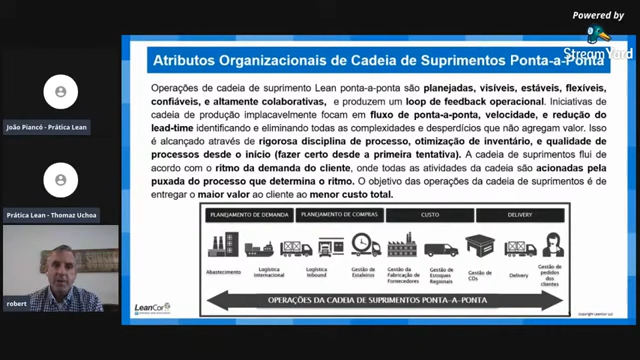 Powered by
StreamYard
Atributos Organizacionais de Cadeia de Suprimentos Ponta-a-Ponta
Operações de cadeia de suprimento Lean ponta-a-ponta são planejadas, visíveis, estáveis, flexíveis,
confiáveis, e altamente colaborativas, e produzem um loop de feedback operacional. Iniciativas de
cadeia de produção implacavelmente focam em fluxo de ponta-a-ponta, velocidade, e redução do
lead-time identificando e eliminando todas as complexidades e desperdícios que não agregam valor. Isso
é alcançado através de rigorosa disciplina de processo, otimização de inventário, e qualidade de
processos desde o início (fazer certo desde a primeira tentativa). A cadeia de suprimentos flui de
acordo com o ritmo da demanda do cliente, onde todas as atividades da cadeia são acionadas pela
puxada do processo que determina o ritmo. O objetivo das operações da cadeia de suprimentos é de
entregar o maior valor ao cliente ao menor custo total.
PLANEJAMENTO DE DEMANDA
PLANEJAMENTO DE COMPRAS
CUSTO
DELIVERY
Abastecimento
Logística
Internacional
Logística
Inbound
Gestão de
Estaleiros
Gestão da
Fabricação de
Fornecedores
Gestão de
Estoques
Regionais
Gestão
de CDs
Delivery
Gestão de
pedidos
dos
clientes
OPERAÇÕES DA CADEIA DE SUPRIMENTOS PONTA-A-PONTA
LeanCor
Copyright LeanCor LLC
João Piancó - Prática Lean
Prática Lean - Thomaz Uchoa
robert